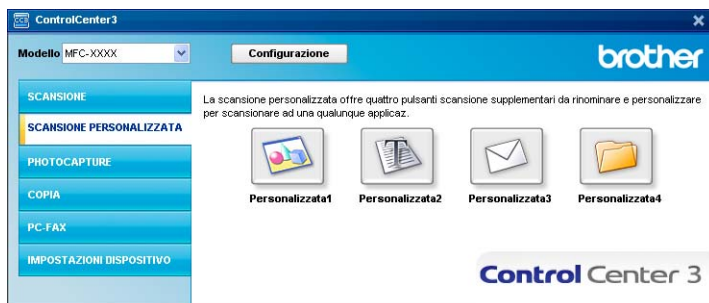 ControlCenter3
Modello MFC-XXXX
Configurazione
brother
SCANSIONE
SCANSIONE PERSONALIZZATA
PHOTOCAPTURE
COPIA
PC-FAX
IMPOSTAZIONI DISPOSITIVO
La scansione personalizzata offre quattro pulsanti scansione supplementari da rinominare e personalizzare
per scansionare ad una qualunque applicaz.
Personalizzata1 Personalizzata2 Personalizzata3 Personalizzata4
Control Center 3